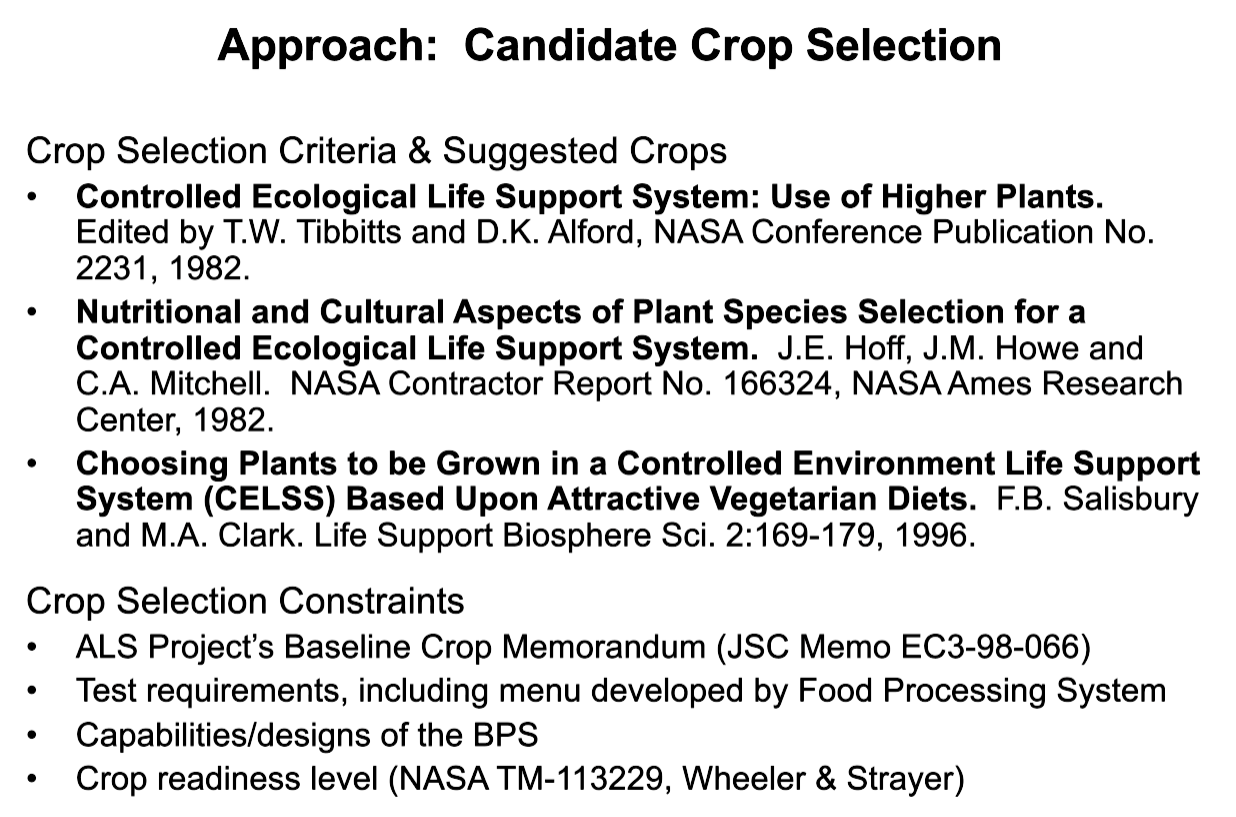 Approach:  Candidate Crop Selection
Crop Selection Criteria & Suggested Crops
• Controlled Ecological Life Support System: Use of Higher Plants.
Edited by T.W. Tibbitts and D.K. Alford, NASA Conference Publication No.
2231, 1982.
• Nutritional and Cultural Aspects of Plant Species Selection for a
Controlled Ecological Life Support System.  J.E. Hoff, J.M. Howe and
C.A. Mitchell.  NASA Contractor Report No. 166324, NASA Ames Research
Center, 1982.
• Choosing Plants to be Grown in a Controlled Environment Life Support
System (CELSS) Based Upon Attractive Vegetarian Diets.  F.B. Salisbury
and M.A. Clark. Life Support Biosphere Sci. 2:169-179, 1996.
Crop Selection Constraints
• ALS Project’s Baseline Crop Memorandum (JSC Memo EC3-98-066)
• Test requirements, including menu developed by Food Processing System
• Capabilities/designs of the BPS
• Crop readiness level (NASA TM-113229, Wheeler & Strayer)